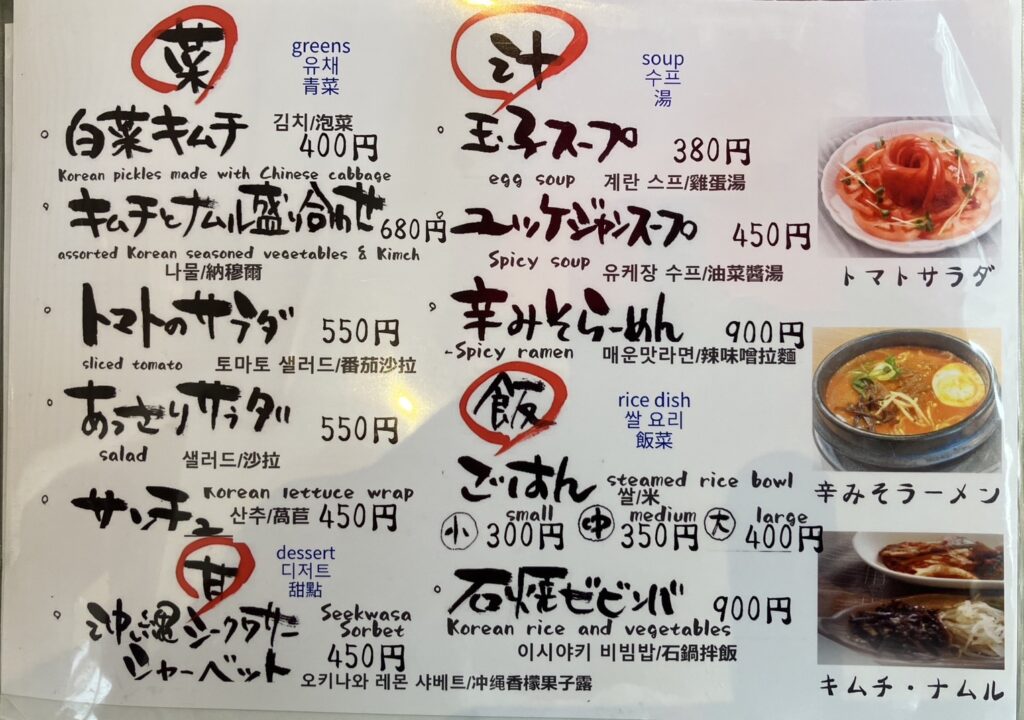 菜
greens
유채
青菜
白菜キムチ
김치/泡菜
400円
Korean pickles made with Chinese cabbage
キムチとナムル盛り合わせ
680円
assorted Korean seasoned vegetables & Kimch
나물/納穆爾
トマトのサラダ
550円
sliced tomato 토마토 샐러드/番茄沙拉
あっさりサラダ
550円
salad 샐러드/沙拉
サンチュ
Korean lettuce wrap
산추/萵苣 450円
甘
dessert
디저트
甜點
沖縄シークワサー
シャーベット
Seekwasa
Sorbet
450円
오키나와 레몬 샤베트/冲绳香檬果子露
汁
soup
수프
湯
玉子スープ
380円
egg soup 계란 스프/雞蛋湯
ユッケジャンスープ
450円
Spicy soup 유케장 수프/油菜醬湯
辛みそらーめん
900円
-Spicy ramen 매운맛라면/辣味噌拉麵
飯
rice dish
쌀 요리
飯菜
ごはん
steamed rice bowl
쌀/米
small medium large
小 300円 中 350円 大 400円
石焼ビビンバ
900円
Korean rice and vegetables
이시야키 비빔밥/石鍋拌飯
トマトサラダ
辛みそラーメン
キムチ・ナムル